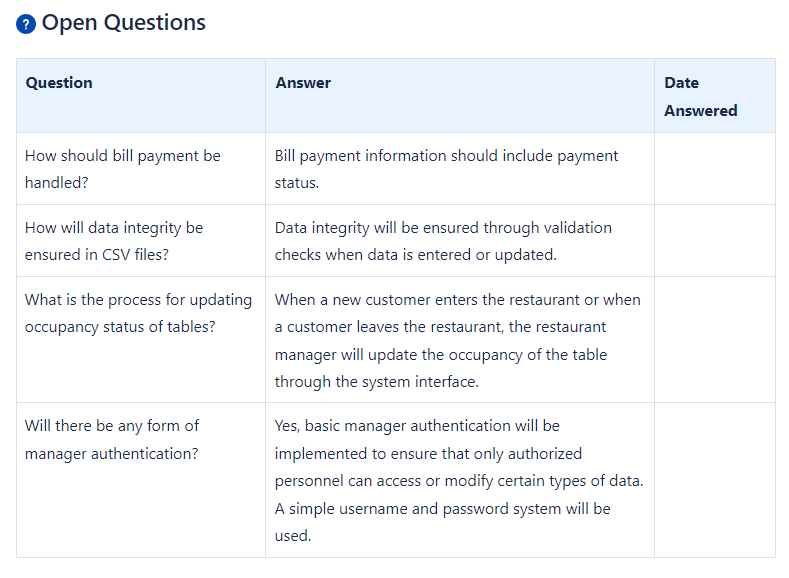 ? Open Questions
Question Answer Date
Answered
How should bill payment be
handled?
Bill payment information should include payment
status.
How will data integrity be
ensured in CSV files?
Data integrity will be ensured through validation
checks when data is entered or updated.
What is the process for updating
occupancy status of tables?
When a new customer enters the restaurant or when
a customer leaves the restaurant, the restaurant
manager will update the occupancy of the table
through the system interface.
Will there be any form of
manager authentication?
Yes, basic manager authentication will be
implemented to ensure that only authorized
personnel can access or modify certain types of data.
A simple username and password system will be
used.